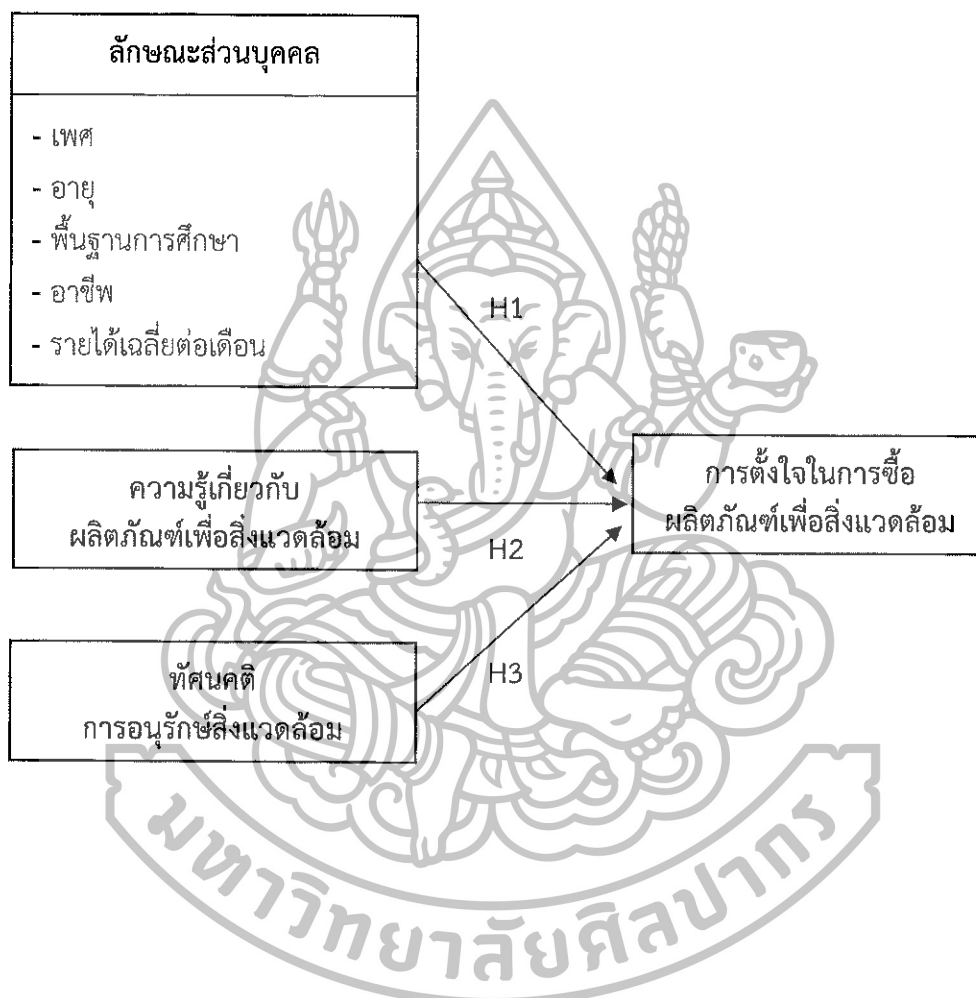 ลักษณะส่วนบุคคล
- เพศ
- อายุ
- พื้นฐานการศึกษา
- อาชีพ
- รายได้เฉลี่ยต่อเดือน
H1
ความรู้เกี่ยวกับ
ผลิตภัณฑ์เพื่อสิ่งแวดล้อม
H2
การตั้งใจในการซื้อ
ผลิตภัณฑ์เพื่อสิ่งแวดล้อม
ทัศนคติ
การอนุรักษ์สิ่งแวดล้อม
H3
มหาวิทยาลัยศิลปากร